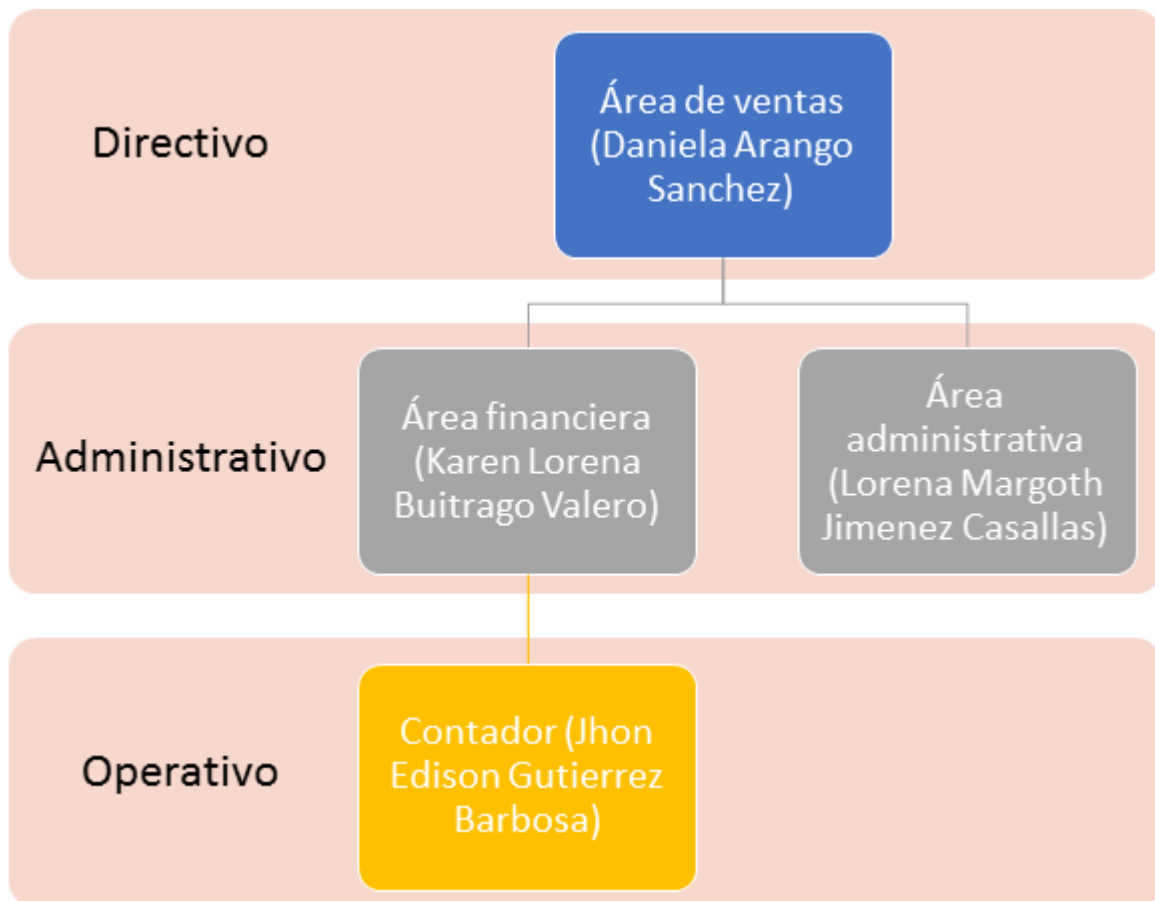 Directivo
Área de ventas
(Daniela Arango
Sanchez)
Administrativo
Área financiera
(Karen Lorena
Buitrago Valero)
Área
administrativa
(Lorena Margoth
Jimenez Casallas)
Operativo
Contador (Jhon
Edison Gutierrez
Barbosa)